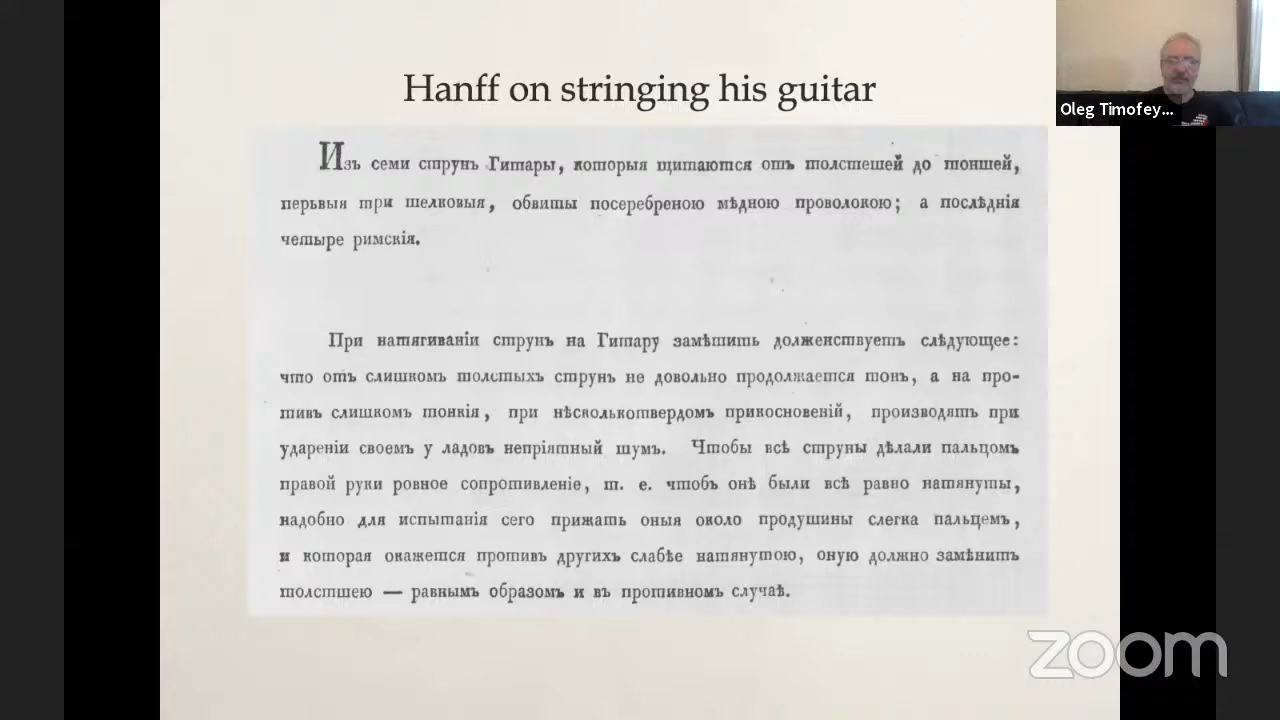 Hanff on stringing his guitar
Oleg Timofey...
Изъ семи струнъ Гитары, которыя щитаются отъ толстешей до тоншей,
перьвыя три шелковыя, обвиты посеребреною мѣдною проволокою; а послѣднія
четыре римскія.
При натягиваніи струнъ на Гитару замѣтить долженствуетъ слѣдующее:
что отъ слишкомъ толстыхъ струнъ не довольно продолжается тонъ, а на про-
тивъ слишкомъ тонкія, при нѣсколькотвердомъ прикосновеній, производятъ при
удареніи своемъ у ладовъ непріятный шумъ. Чтобы всѣ струны дѣлали пальцомъ
правой руки ровное сопротивленіе, т. е. чтобъ онѣ были всѣ равно натянуты,
надобно для испытанія сего прижать оныя около продушины слегка пальцемъ,
и которая окажется противъ другихъ слабѣе натянутою, оную должно замѣнить
толстшею — равнымъ образомъ и въ противномъ случаѣ.
zoom